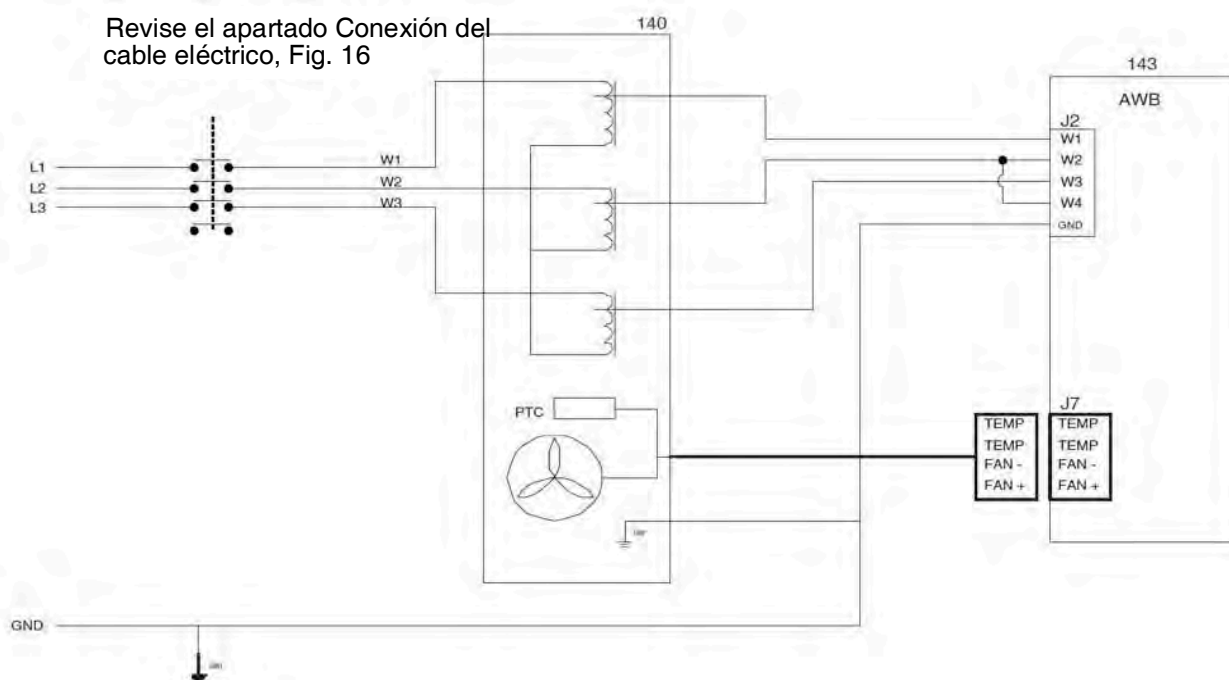 Revise el apartado Conexión del
cable eléctrico, Fig. 16
140
143
AWB
J2
W1
W2
W3
W4
GND
L1
L2
L3
W1
W2
W3
PTC
J7
TEMP
TEMP
FAN -
FAN +
TEMP
TEMP
FAN -
FAN +
GND